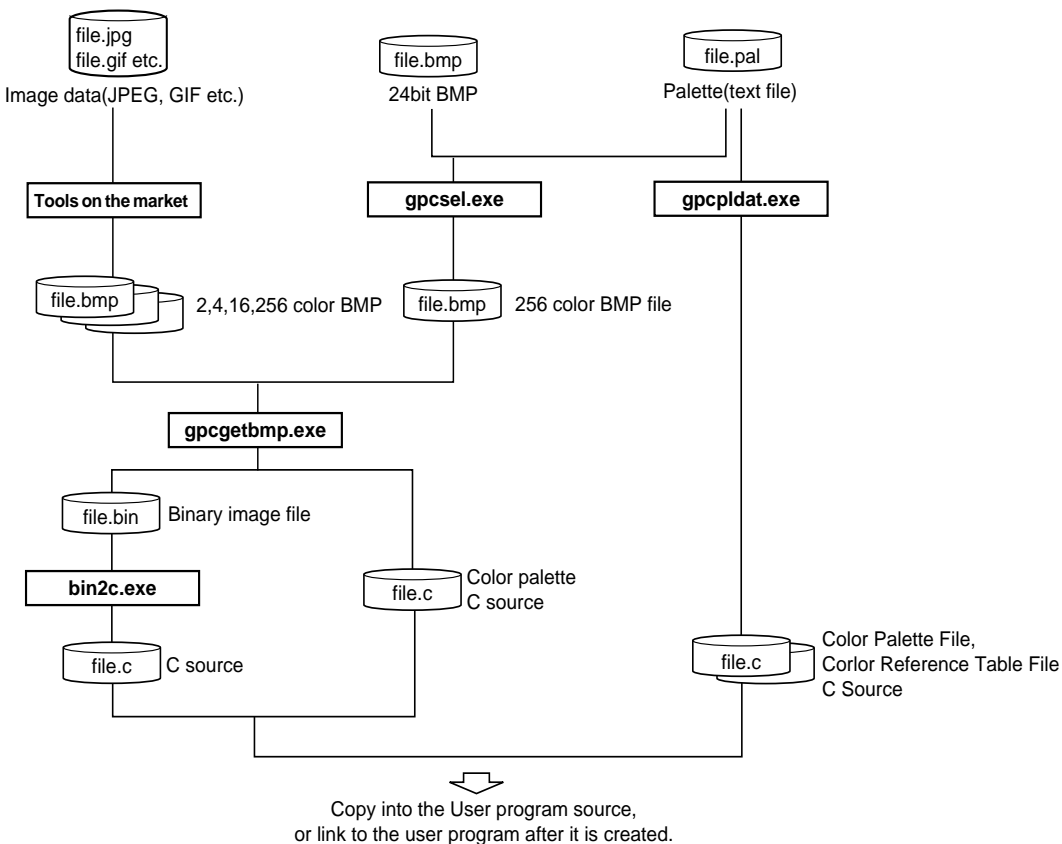 file.jpg
file.gif etc.
Image data(JPEG, GIF etc.)
file.bmp
24bit BMP
file.pal
Palette(text file)
Tools on the market
gpcsel.exe
gpcpldat.exe
file.bmp
2,4,16,256 color BMP
file.bmp
256 color BMP file
gpcgetbmp.exe
file.bin
Binary image file
bin2c.exe
file.c
Color palette
C source
file.c
C source
file.c
Color Palette File,
Corlor Reference Table File
C Source
Copy into the User program source,
or link to the user program after it is created.